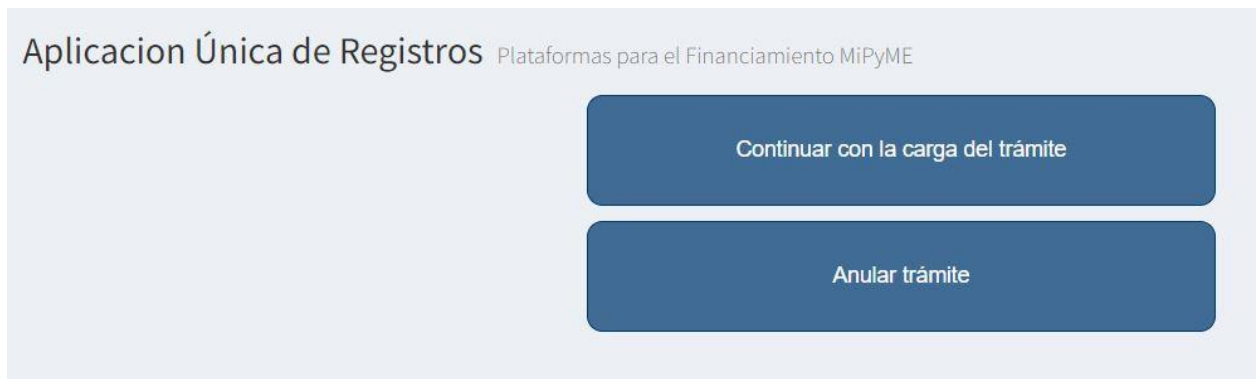 Aplicacion Única de Registros Plataformas para el Financiamiento MiPyME
Continuar con la carga del trámite
Anular trámite